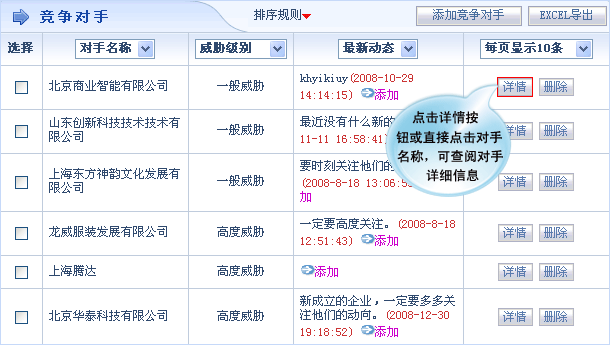 竞争对手 排序规则 添加竞争对手 EXCEL导出
选择 对手名称 威胁级别 最新动态 每页显示10条
北京商业智能有限公司 一般威胁 khyikiuy(2008-10-29
14:14:15) 添加 详情 删除
山东创新科技技术技术有
限公司 一般威胁 最近没有什么新的
11-11 16:58:41) 详情 删除
上海东方神韵文化发展有
限公司 一般威胁 要时刻关注他们的
(2008-8-18 13:06:5
加 详情 删除
点击详情按
钮或直接点击对手
名称，可查阅对手
详细信息
龙威服装发展有限公司 高度威胁 一定要高度关注。(2008-8-18
12:51:43) 添加 详情 删除
上海腾达 高度威胁 添加 详情 删除
北京华泰科技有限公司 高度威胁 新成立的企业，一定要多多关
注他们的动向。(2008-12-30
19:18:52) 添加 详情 删除